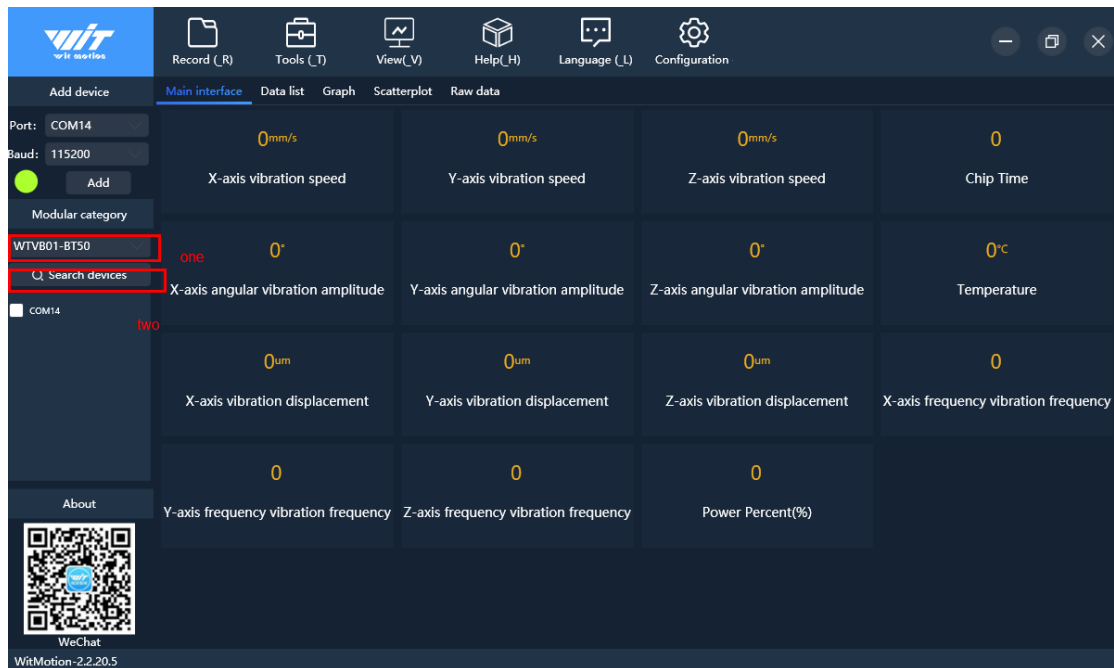 WiT
wit motion
Record (_R)
Tools (_T)
View(_V)
Help(_H)
Language (_L)
Configuration
Add device
Main interface
Data list
Graph
Scatterplot
Raw data
Port:
COM14
Baud:
115200
Add
Modular category
WTVB01-BT50
one
Search devices
COM14
two
0mm/s
X-axis vibration speed
0mm/s
Y-axis vibration speed
0mm/s
Z-axis vibration speed
0
Chip Time
0°
X-axis angular vibration amplitude
0°
Y-axis angular vibration amplitude
0°
Z-axis angular vibration amplitude
0°C
Temperature
0um
X-axis vibration displacement
0um
Y-axis vibration displacement
0um
Z-axis vibration displacement
0
X-axis frequency vibration frequency
0
Y-axis frequency vibration frequency
0
Z-axis frequency vibration frequency
0
Power Percent(%)
About
WeChat
WitMotion-2.2.20.5